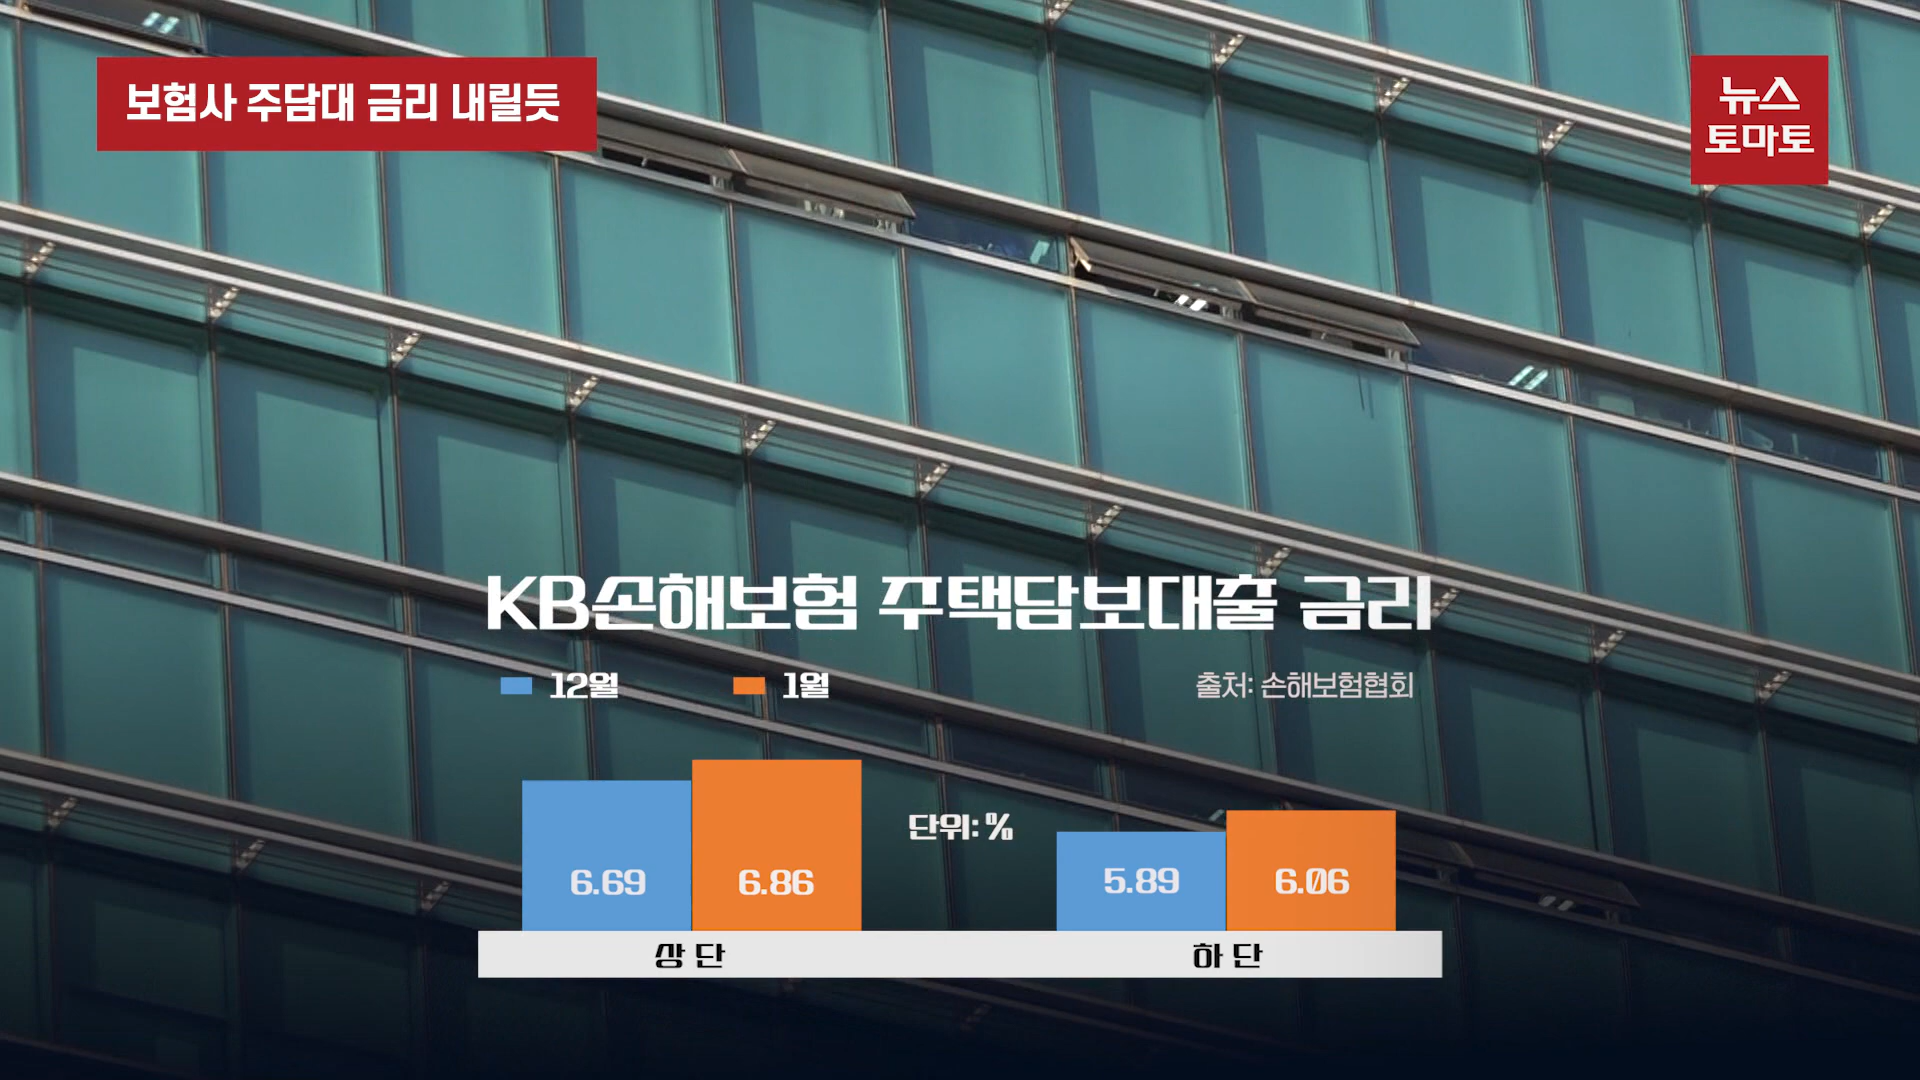 보험사 주담대 금리 내릴듯
뉴스
토마토
KB손해보험 주택담보대출 금리
12월 1월 출처: 손해보험협회
단위: %
6.69 6.86 5.89 6.06
상 단 하 단